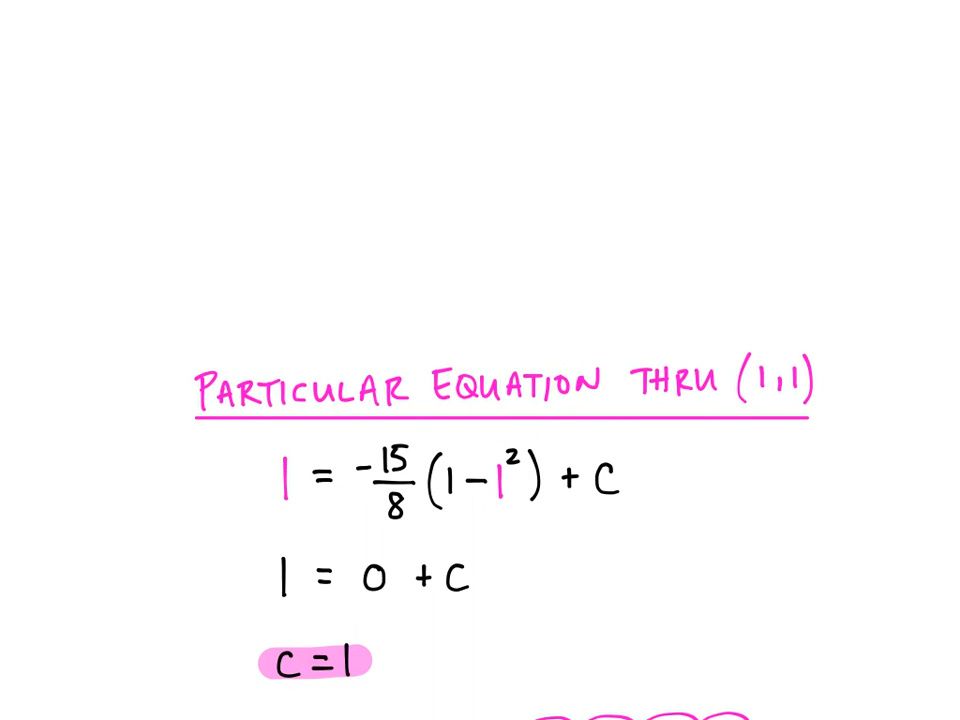 PARTICULAR EQUATION THRU (1,1)
1 = -15/8 (1 - 1²) + C
1 = 0 + C
C = 1